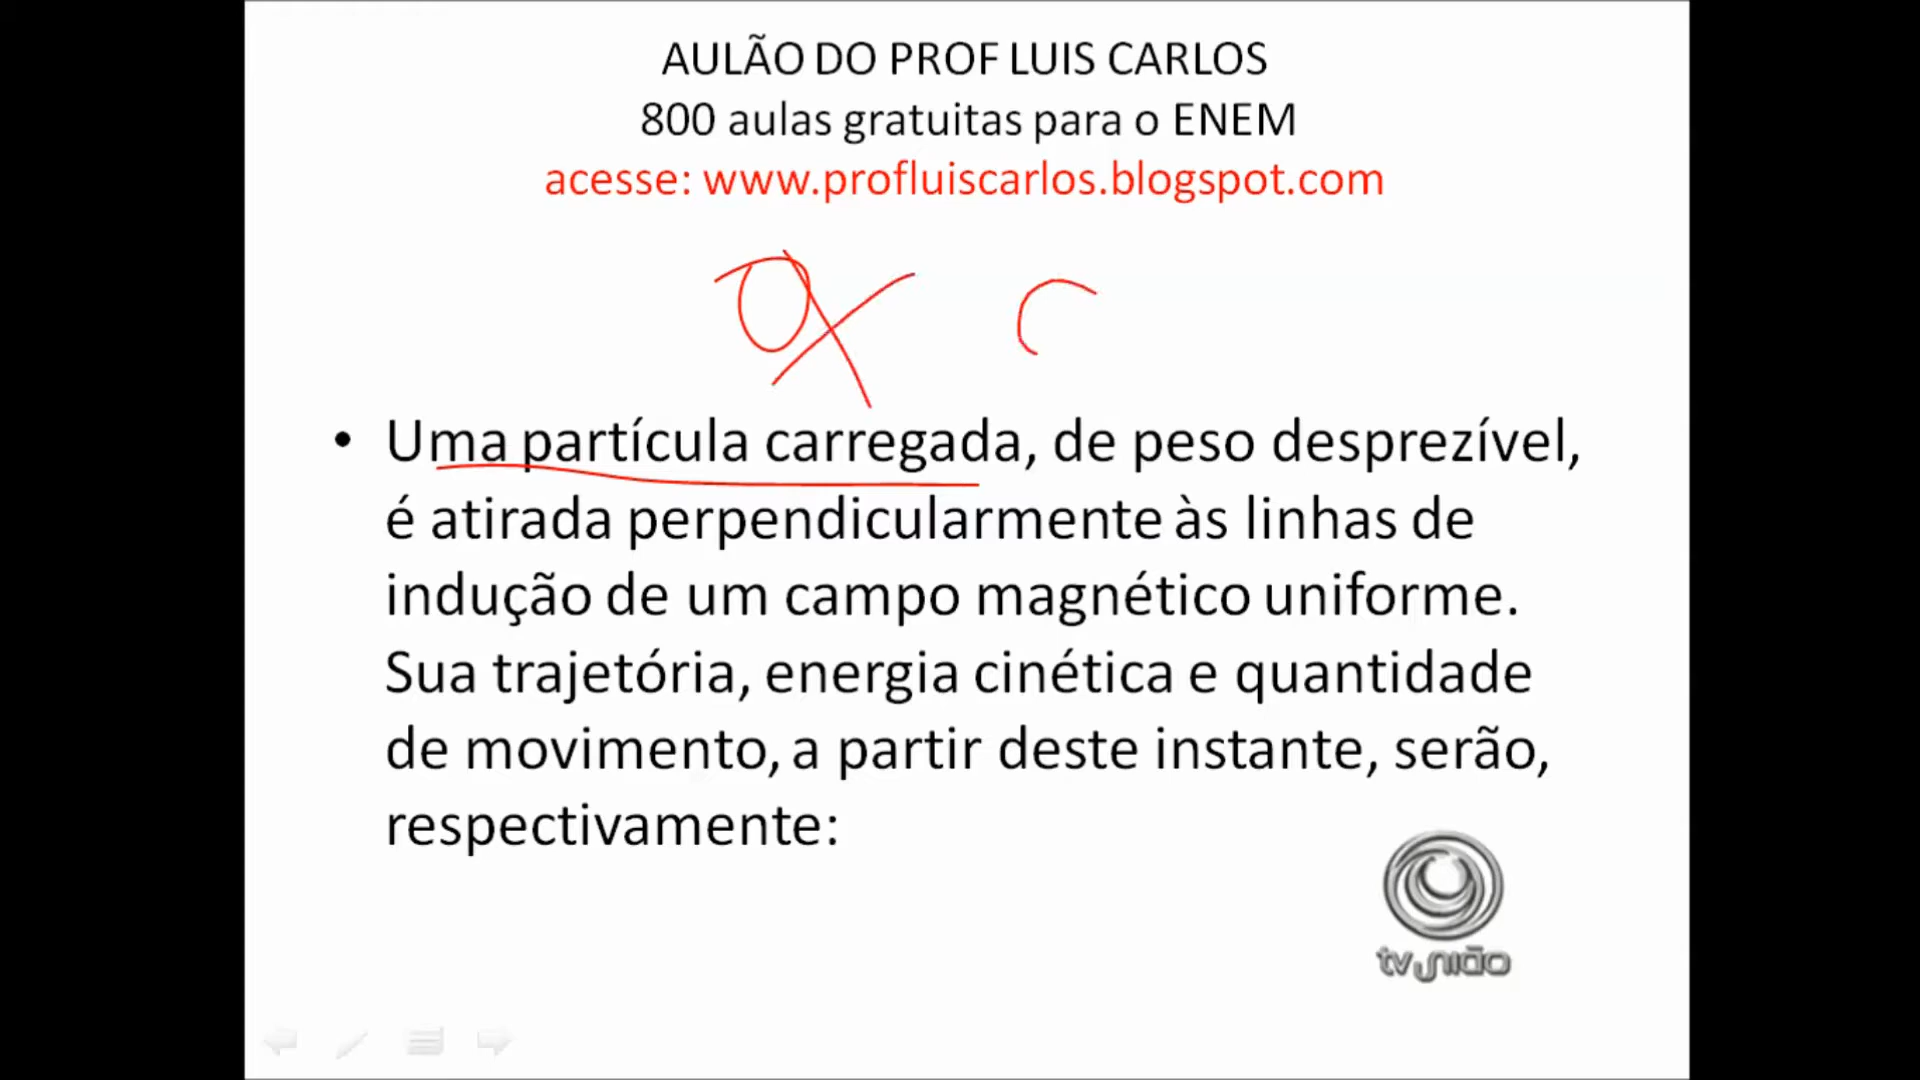 AULÃO DO PROF LUIS CARLOS
800 aulas gratuitas para o ENEM
acesse: www.profluiscarlos.blogspot.com
• Uma partícula carregada, de peso desprezível,
é atirada perpendicularmente às linhas de
indução de um campo magnético uniforme.
Sua trajetória, energia cinética e quantidade
de movimento, a partir deste instante, serão,
respectivamente:
tv união